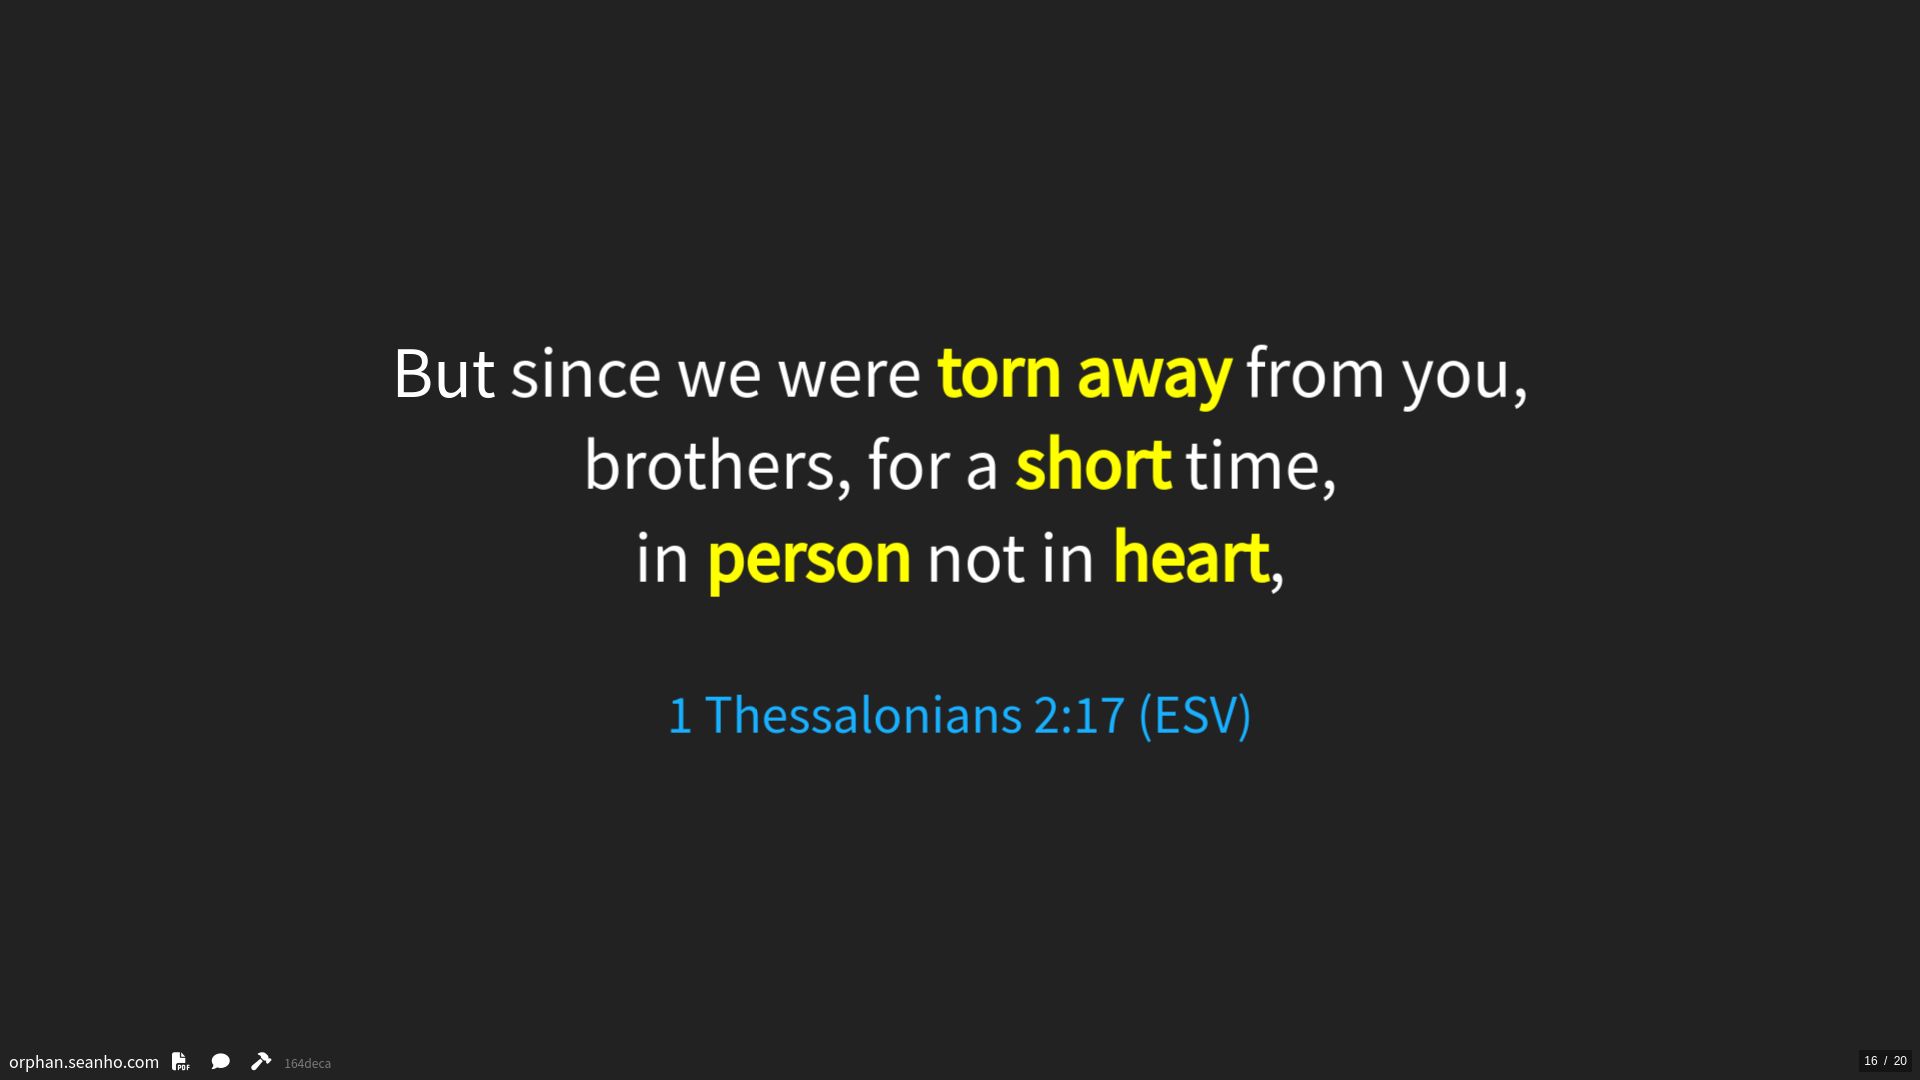 But since we were torn away from you,
brothers, for a short time,
in person not in heart,
1 Thessalonians 2:17 (ESV)
orphan.seanho.com PDF 164deca
16 / 20